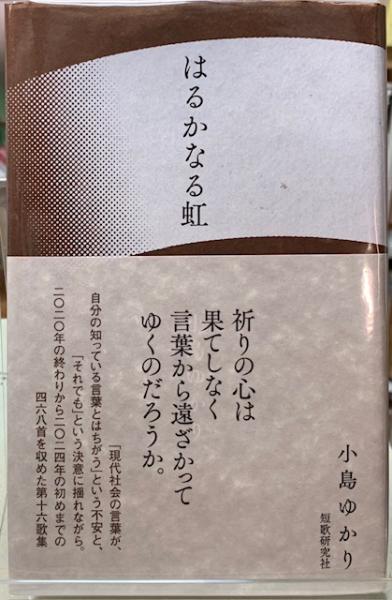 はるかなる虹
祈りの心は
果てしなく
言葉から遠ざかって
ゆくのだろうか。
小島ゆかり
短歌研究社
「現代社会の言葉が、
自分の知っている言葉とはちがう」という不安と、
「それでも」という決意に揺れながら。
二〇二〇年の終わりから二〇二四年の初めまでの
四六八首を収めた第十六歌集